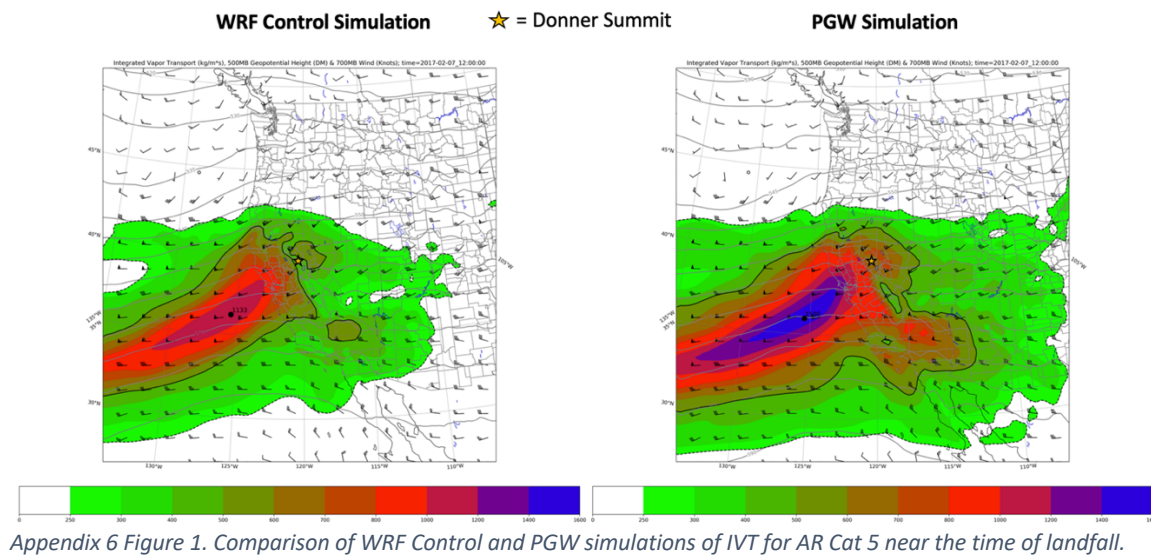 WRF Control Simulation
= Donner Summit
PGW Simulation
Integrated Vapor Transport (kg/m*s), 500MB Geopotential Height (DM) & 700MB Wind (Knots); time=2017-02-07_12:00:00
Integrated Vapor Transport (kg/m*s), 500MB Geopotential Height (DM) & 700MB Wind (Knots); time=2017-02-07_12:00:00
45°N
45°N
40°N
40°N
105°W
105°W
135°W
35°N
1133
135°W
35°N
30°N
30°N
130°W 125°W 120°W 115°W 110°W
130°W 125°W 120°W 115°W 110°W
0 250 300 400 500 600 700 800 1000 1200 1400 1600
0 250 300 400 500 600 700 800 1000 1200 1400 1600
Appendix 6 Figure 1. Comparison of WRF Control and PGW simulations of IVT for AR Cat 5 near the time of landfall.